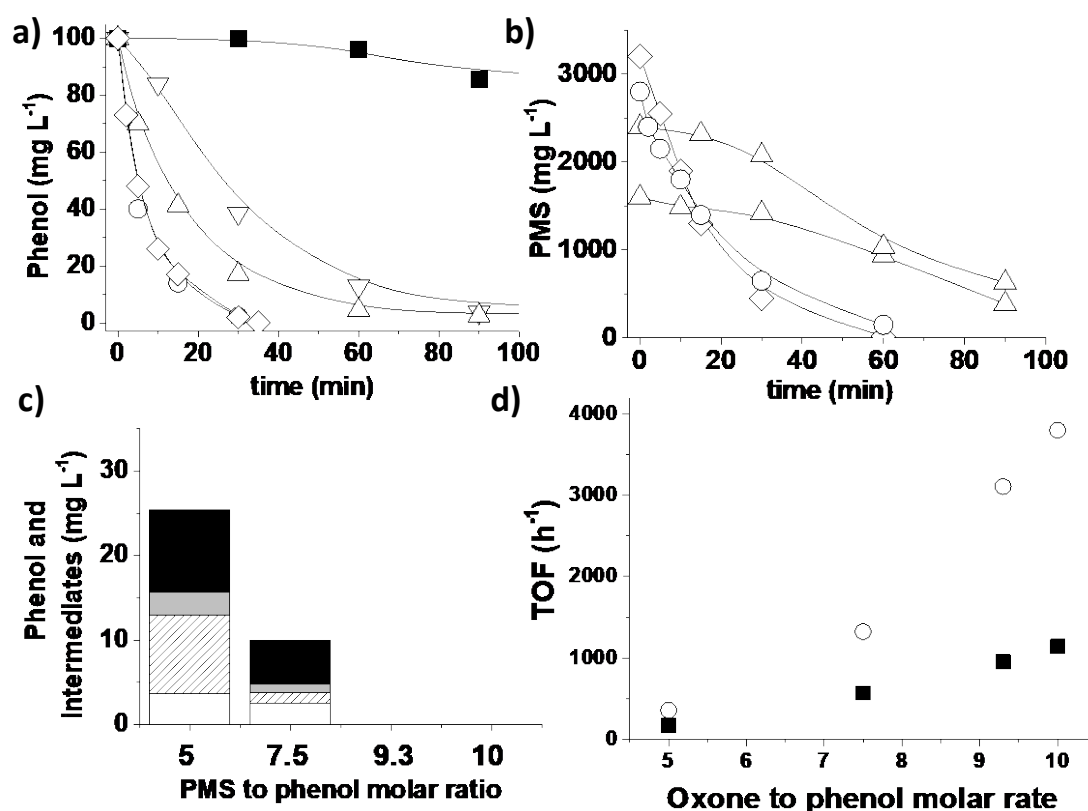 a)
100
80
60
40
20
0
Phenol (mg L-1)
0 20 40 60 80 100
time (min)
b)
3000
2000
1000
0
PMS (mg L-1)
0 20 40 60 80 100
time (min)
c)
30
20
10
0
Phenol and
Intermediates (mg L-1)
5 7.5 9.3 10
PMS to phenol molar ratio
d)
4000
3000
2000
1000
0
TOF (h-1)
5 6 7 8 9 10
Oxone to phenol molar rate